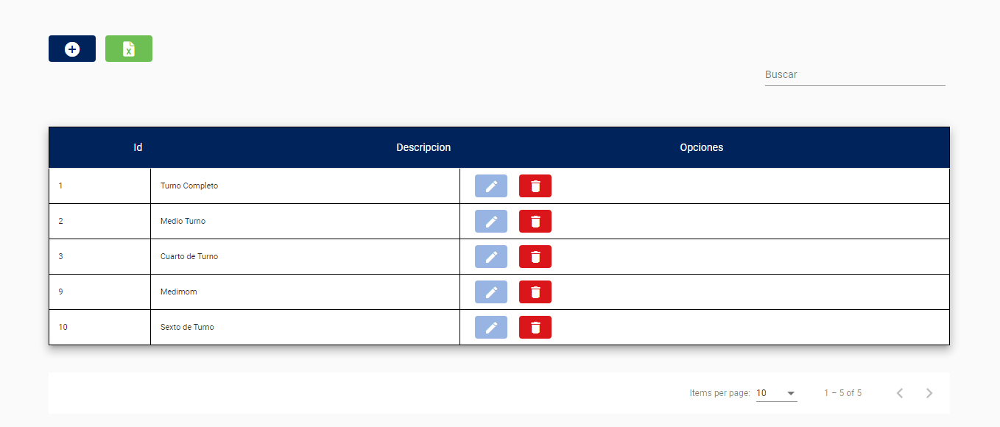 X
Buscar
Id Descripcion Opciones
1 Turno Completo
2 Medio Turno
3 Cuarto de Turno
9 Medimom
10 Sexto de Turno
Items per page: 10 1 – 5 of 5